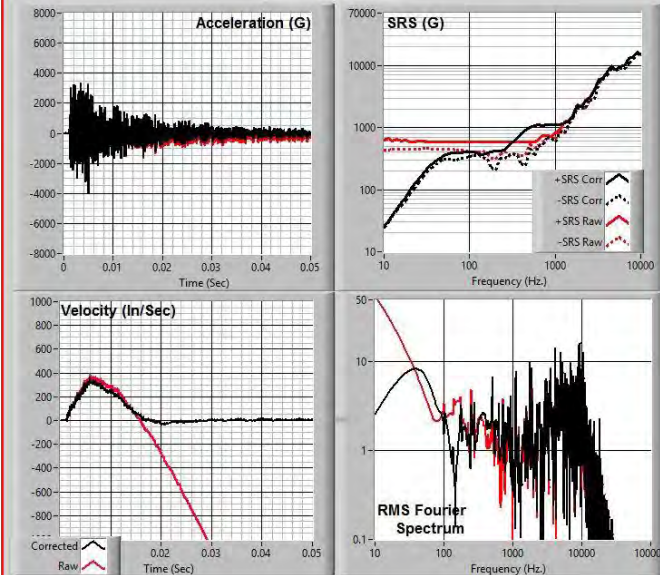 Acceleration (G)
8000
6000
4000
2000
0
-2000
-4000
-6000
-8000
0 0.01 0.02 0.03 0.04 0.05
Time (Sec)
SRS (G)
70000
10000
1000
100
10
10 100 1000 10000
Frequency (Hz.)
+SRS Corr
-SRS Corr
+SRS Raw
-SRS Raw
Velocity (In/Sec)
1000
800
600
400
200
0
-200
-400
-600
-800
0.02 0.03 0.04 0.05
Time (Sec)
Corrected
Raw
50
10
1
0.1
RMS Fourier
Spectrum
10 100 1000 10000 100000
Frequency (Hz.)